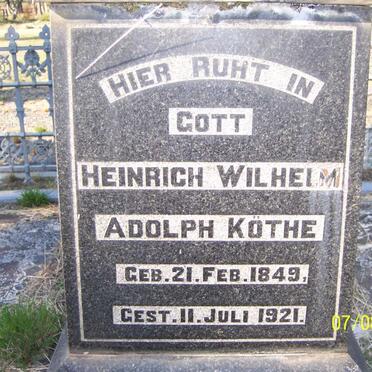 HIER RUHT IN
GOTT
HEINRICH WILHELM
ADOLPH KÖTHE
GEB. 21. FEB. 1849,
GEST. 11. JULI 1921.